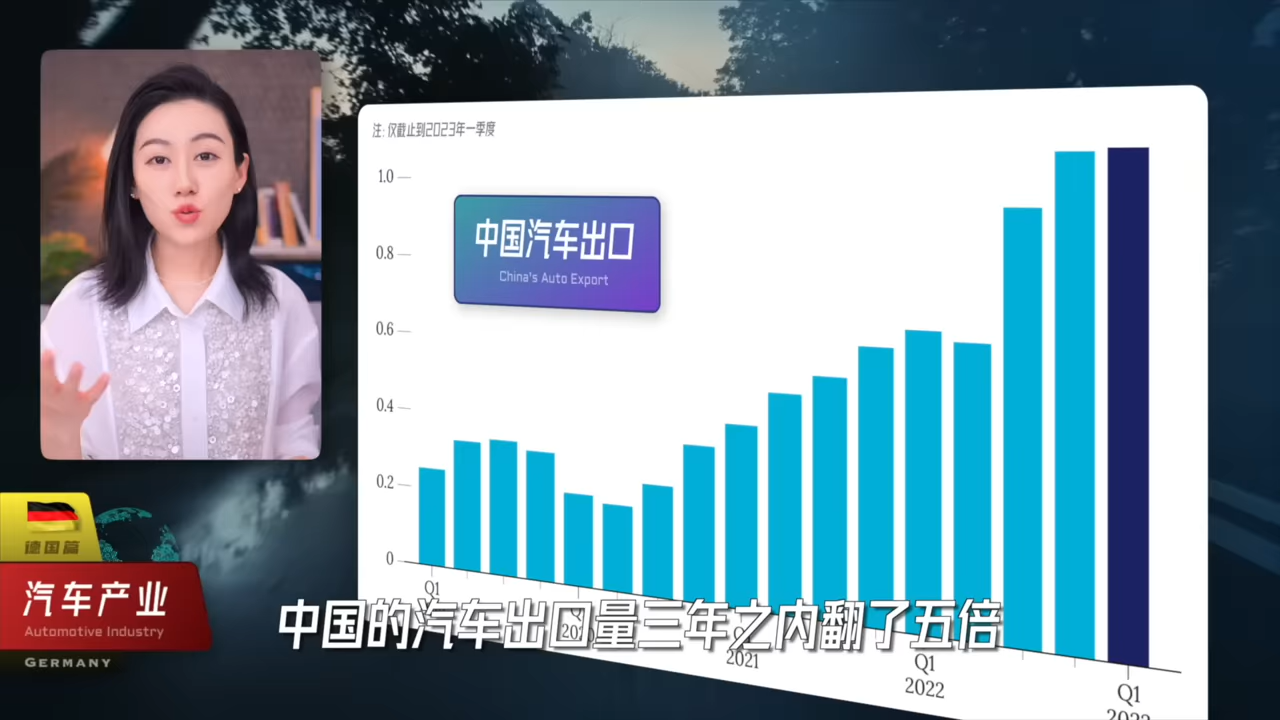 注: 仅截止到2023年一季度
1.0
0.8
0.6
0.4
0.2
0
中国汽车出口
China's Auto Export
Q1
Q1
2021
Q1
2022
Q1
德国篇
汽车产业
Automotive Industry
GERMANY
中国的汽车出口量三年之内翻了五倍